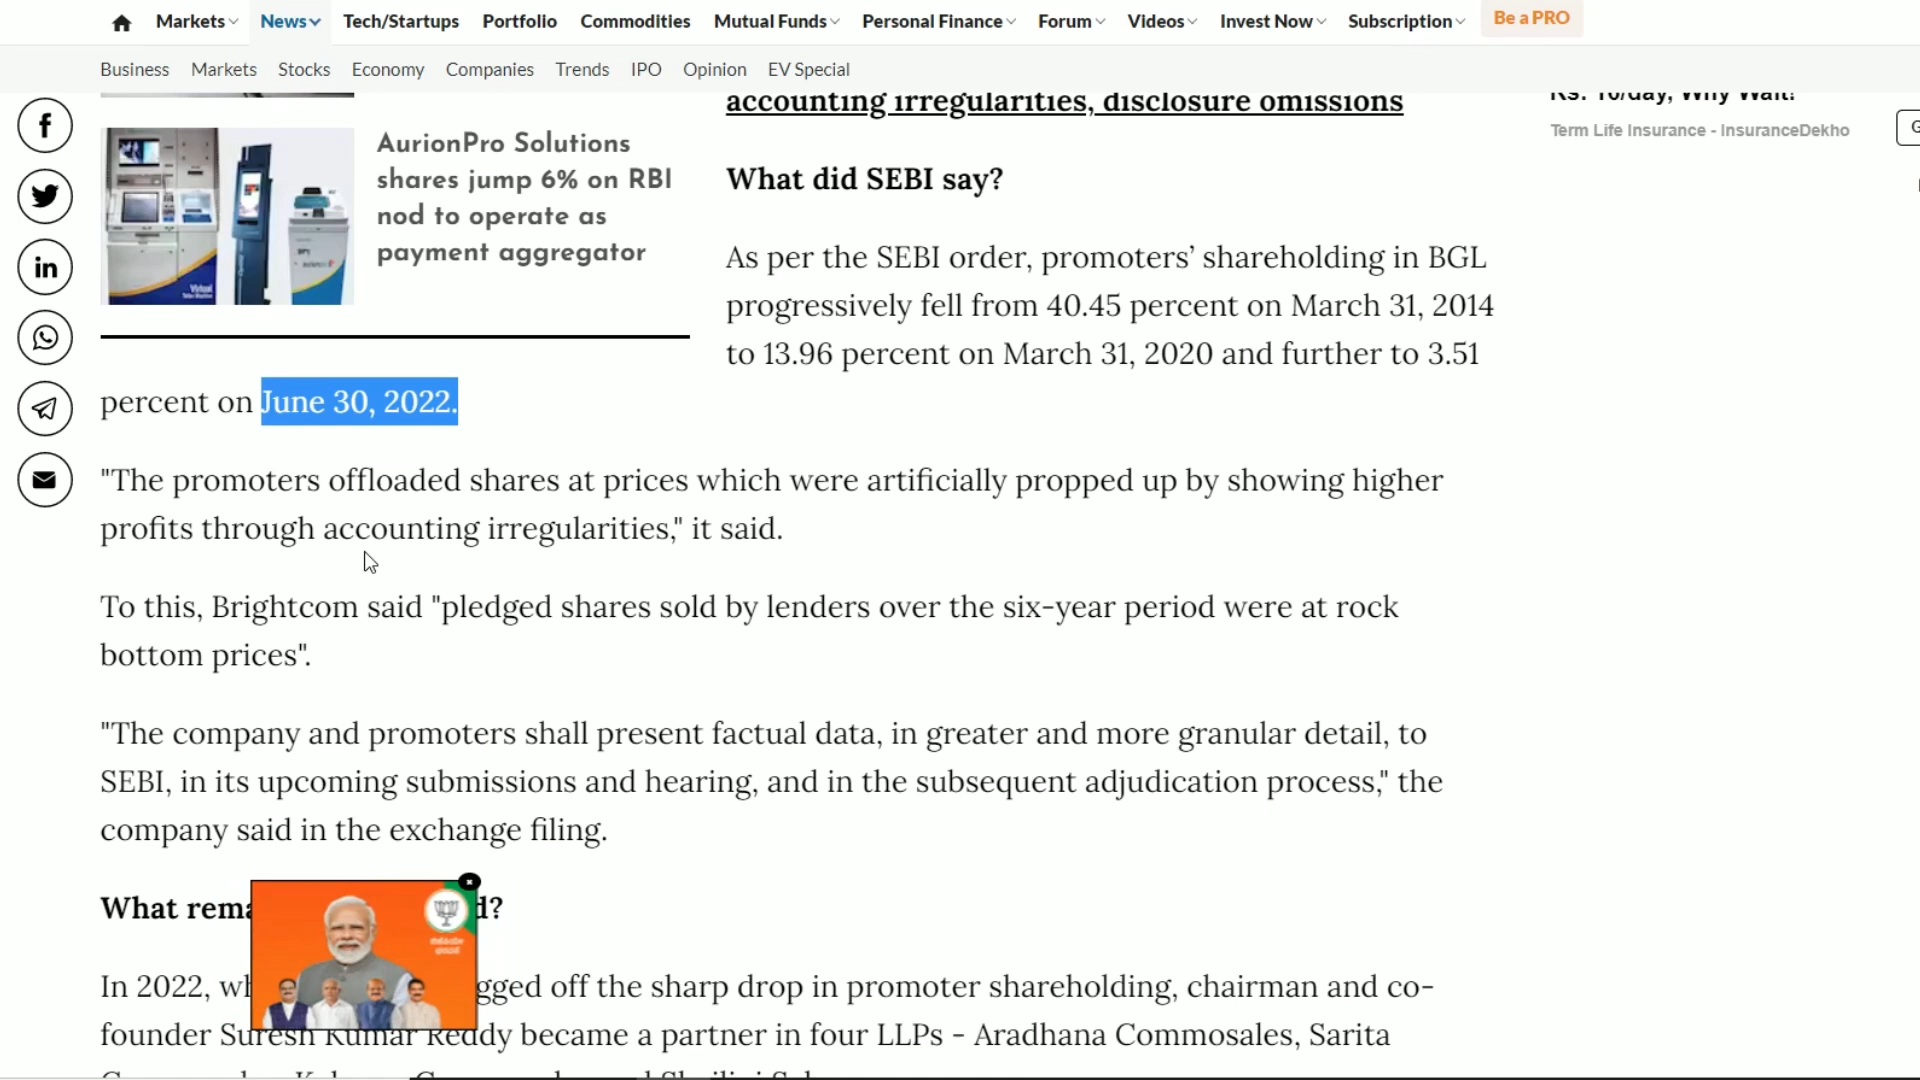 Markets
News
Tech/Startups
Portfolio
Commodities
Mutual Funds
Personal Finance
Forum
Videos
Invest Now
Subscription
Be a PRO
Business
Markets
Stocks
Economy
Companies
Trends
IPO
Opinion
EV Special
AurionPro Solutions
shares jump 6% on RBI
nod to operate as
payment aggregator
accounting irregularities, disclosure omissions
Rs. 10/day, Why Wait!
Term Life Insurance - InsuranceDekho
What did SEBI say?
As per the SEBI order, promoters’ shareholding in BGL
progressively fell from 40.45 percent on March 31, 2014
to 13.96 percent on March 31, 2020 and further to 3.51
percent on June 30, 2022.
"The promoters offloaded shares at prices which were artificially propped up by showing higher
profits through accounting irregularities," it said.
To this, Brightcom said "pledged shares sold by lenders over the six-year period were at rock
bottom prices".
"The company and promoters shall present factual data, in greater and more granular detail, to
SEBI, in its upcoming submissions and hearing, and in the subsequent adjudication process," the
company said in the exchange filing.
What
In 2022, off the sharp drop in promoter shareholding, chairman and co-
founder Suresh Kumar Reddy became a partner in four LLPs - Aradhana Commosales, Sarita